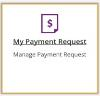 $
My Payment Request
Manage Payment Request